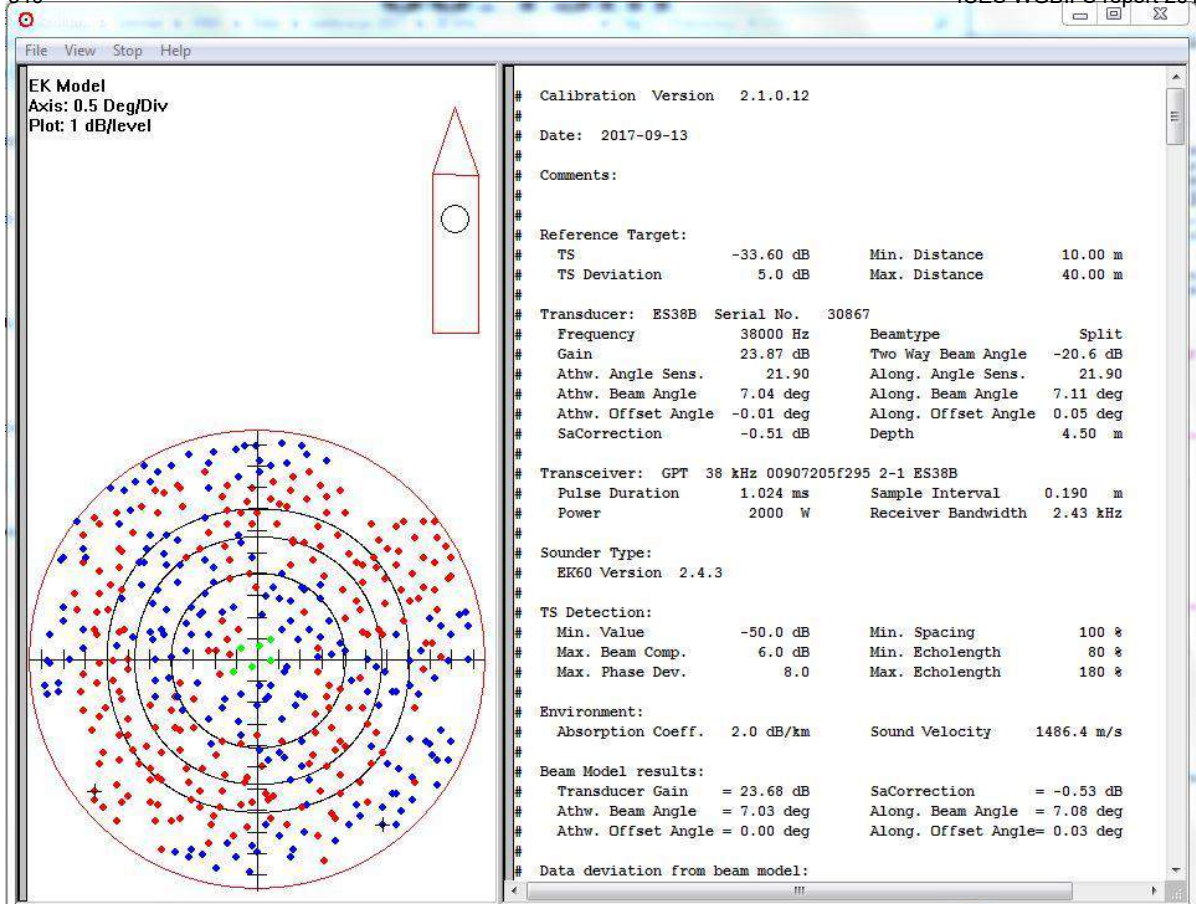 File View Stop Help
EK Model
Axis: 0.5 Deg/Div
Plot: 1 dB/level
# Calibration Version 2.1.0.12
#
# Date: 2017-09-13
#
# Comments:
#
#
# Reference Target:
# TS -33.60 dB Min. Distance 10.00 m
# TS Deviation 5.0 dB Max. Distance 40.00 m
#
# Transducer: ES38B Serial No. 30867
# Frequency 38000 Hz Beamtype Split
# Gain 23.87 dB Two Way Beam Angle -20.6 dB
# Athw. Angle Sens. 21.90 Along. Angle Sens. 21.90
# Athw. Beam Angle 7.04 deg Along. Beam Angle 7.11 deg
# Athw. Offset Angle -0.01 deg Along. Offset Angle 0.05 deg
# SaCorrection -0.51 dB Depth 4.50 m
#
# Transceiver: GPT 38 kHz 00907205f295 2-1 ES38B
# Pulse Duration 1.024 ms Sample Interval 0.190 m
# Power 2000 W Receiver Bandwidth 2.43 kHz
#
# Sounder Type:
# EK60 Version 2.4.3
#
# TS Detection:
# Min. Value -50.0 dB Min. Spacing 100 %
# Max. Beam Comp. 6.0 dB Min. Echolength 80 %
# Max. Phase Dev. 8.0 Max. Echolength 180 %
#
# Environment:
# Absorption Coeff. 2.0 dB/km Sound Velocity 1486.4 m/s
#
# Beam Model results:
# Transducer Gain = 23.68 dB SaCorrection = -0.53 dB
# Athw. Beam Angle = 7.03 deg Along. Beam Angle = 7.08 deg
# Athw. Offset Angle = 0.00 deg Along. Offset Angle= 0.03 deg
#
# Data deviation from beam model: